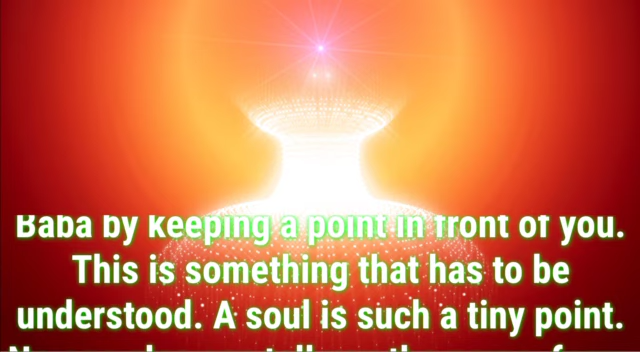 Baba by keeping a point in front of you.
This is something that has to be
understood. A soul is such a tiny point.